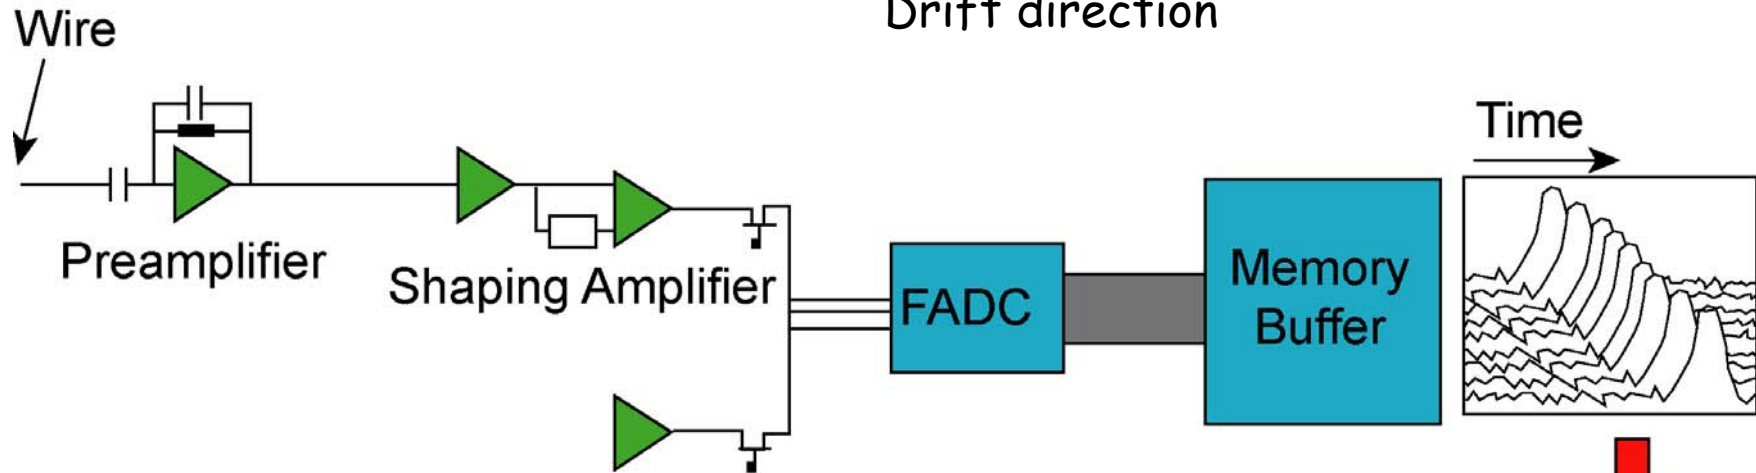 Drift direction
Wire
Time
Preamplifier
Shaping Amplifier
FADC
Memory
Buffer